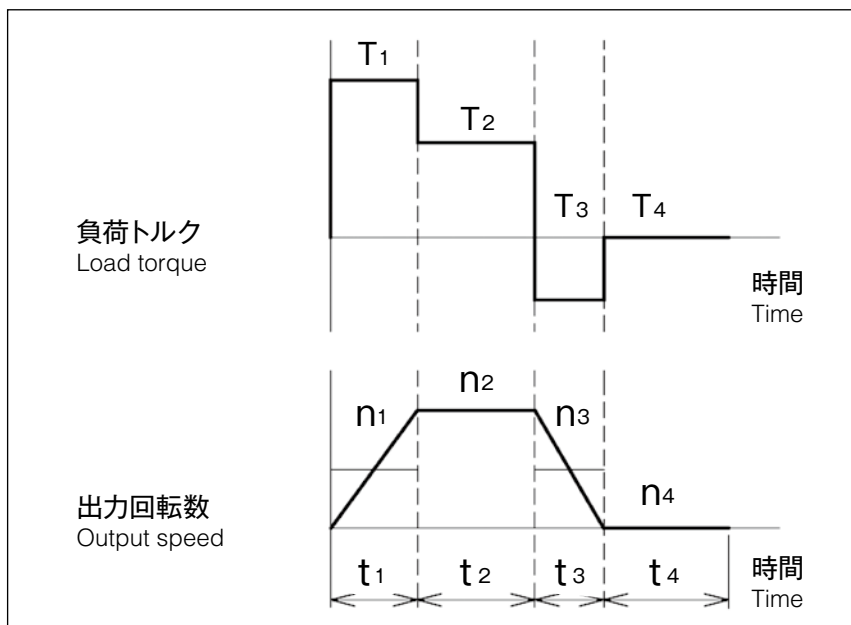 T₁
T₂
T₃ T₄
負荷トルク
Load torque
時間
Time
n₂
n₁ n₃
n₄
出力回転数
Output speed
t₁ t₂ t₃ t₄
時間
Time